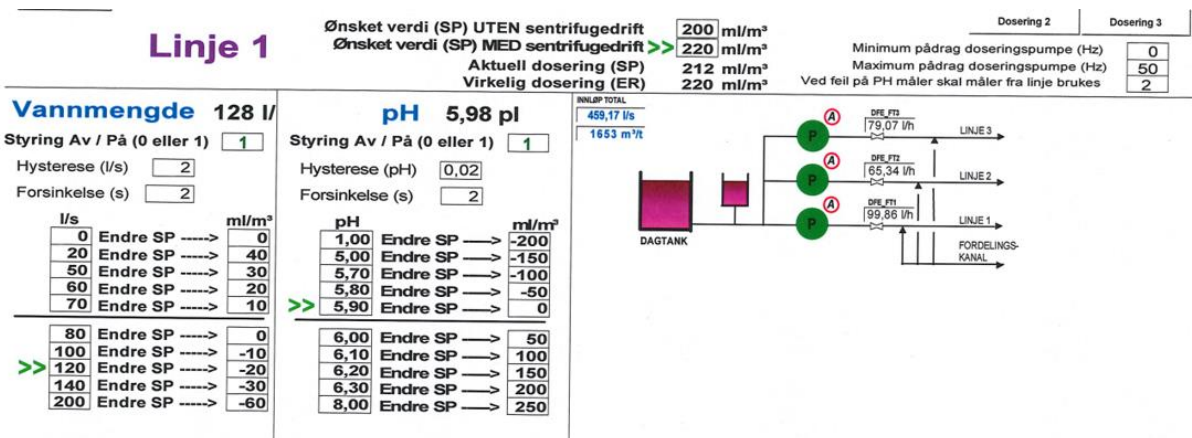 Linje 1
Ønsket verdi (SP) UTEN sentrifugedrift 200 ml/m³
Ønsket verdi (SP) MED sentrifugedrift >> 220 ml/m³
Aktuell dosering (SP) 212 ml/m³
Virkelig dosering (ER) 220 ml/m³
Dosering 2 Dosering 3
Minimum pådrag doseringspumpe (Hz) 0
Maximum pådrag doseringspumpe (Hz) 50
Ved feil på PH måler skal måler fra linje brukes 2
Vannmengde 128 l/
Styring Av / På (0 eller 1) 1
Hysterese (l/s) 2
Forsinkelse (s) 2
l/s ml/m³
0 Endre SP -----> 0
20 Endre SP -----> 40
50 Endre SP -----> 30
60 Endre SP -----> 20
70 Endre SP -----> 10
80 Endre SP -----> 0
100 Endre SP -----> -10
>> 120 Endre SP -----> -20
140 Endre SP -----> -30
200 Endre SP -----> -60
pH 5,98 pl
Styring Av / På (0 eller 1) 1
Hysterese (pH) 0,02
Forsinkelse (s) 2
pH ml/m³
1,00 Endre SP ----> -200
5,00 Endre SP ----> -150
5,70 Endre SP ----> -100
5,80 Endre SP ----> -50
>> 5,90 Endre SP ----> 0
6,00 Endre SP ----> 50
6,10 Endre SP ----> 100
6,20 Endre SP ----> 150
6,30 Endre SP ----> 200
8,00 Endre SP ----> 250
INNLØP TOTAL
459,17 l/s
1653 m³/t
DAGTANK
P A DFE_FT3
79,07 l/h LINJE 3
P A DFE_FT2
65,34 l/h LINJE 2
P A DFE_FT1
99,86 l/h LINJE 1
FORDELINGS-
KANAL